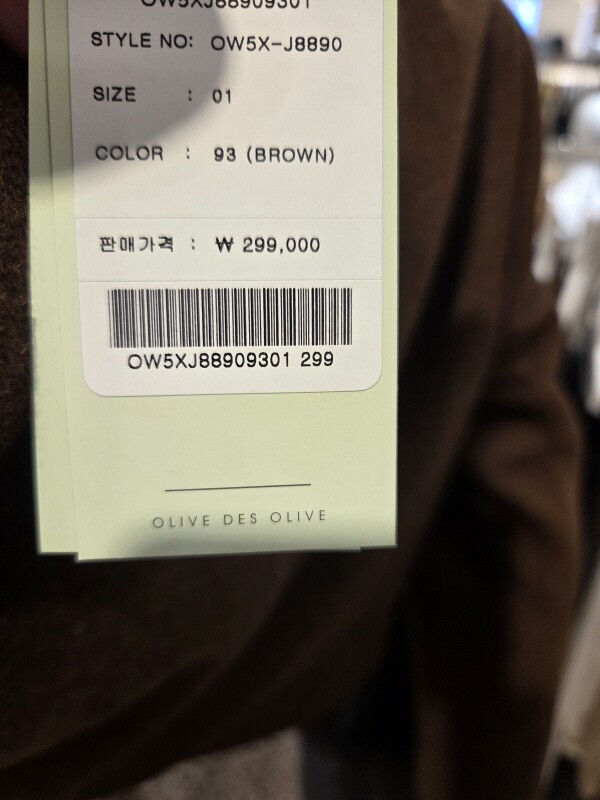 OW5XJ88909301
STYLE NO: OW5X-J8890
SIZE : 01
COLOR : 93 (BROWN)
판매가격 : ₩ 299,000
OW5XJ88909301 299
OLIVE DES OLIVE